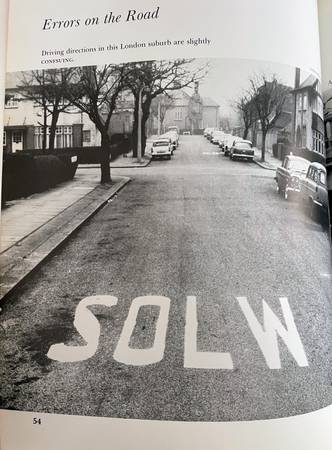 Errors on the Road
Driving directions in this London suburb are slightly
CONFSUING.
SOLW
54